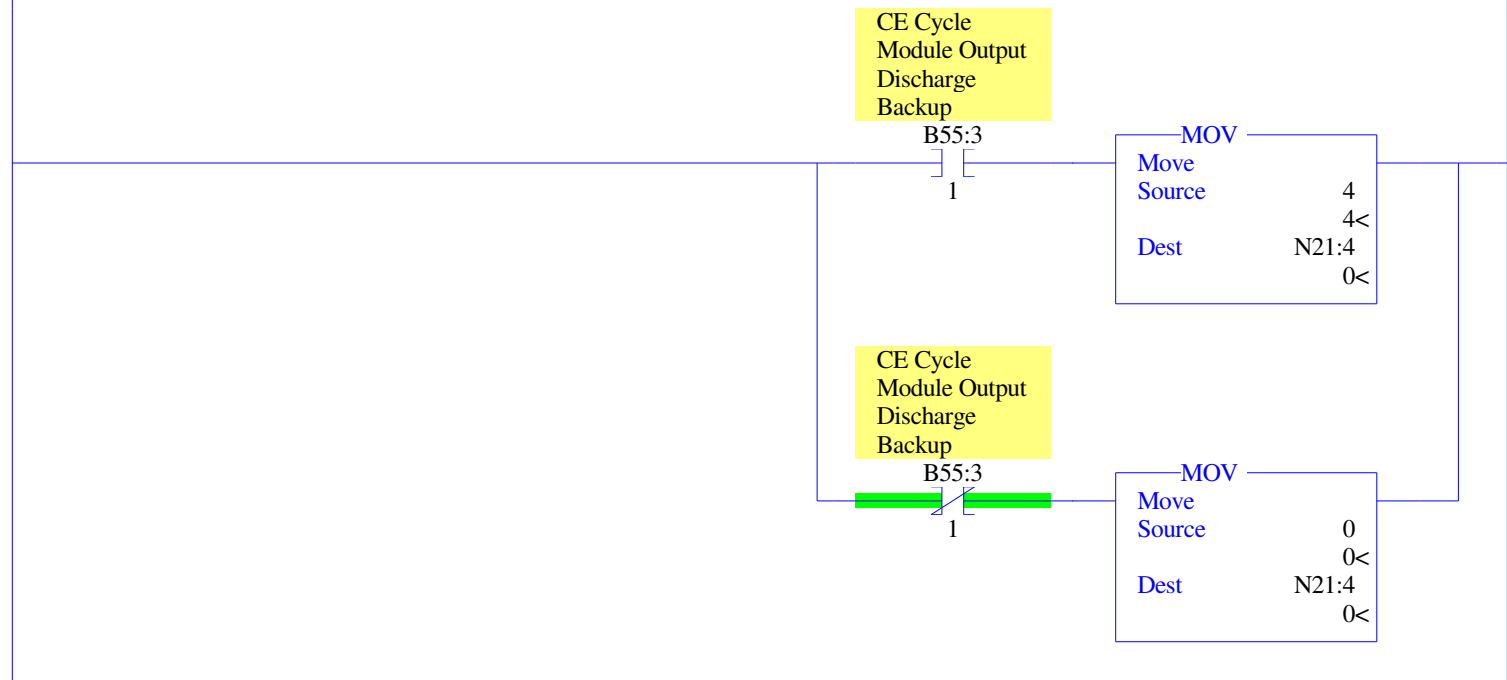 CE Cycle
Module Output
Discharge
Backup
B55:3
1
MOV
Move
Source 4
4<
Dest N21:4
0<
CE Cycle
Module Output
Discharge
Backup
B55:3
1
MOV
Move
Source 0
0<
Dest N21:4
0<